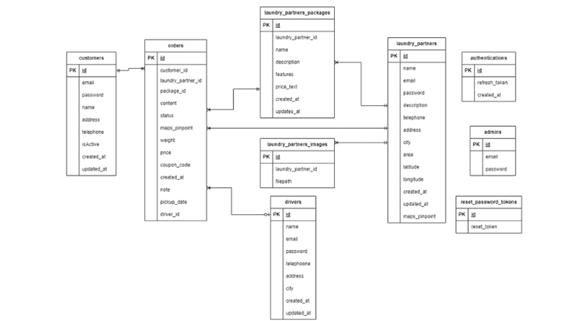 customers
PK id
email
password
name
address
telephone
isActive
created_at
updated_at
orders
PK id
customer_id
laundry_partner_id
package_id
content
status
maps_pinpoint
weight
price
coupon_code
created_at
note
pickup_date
driver_id
laundry_partners_packages
PK id
laundry_partner_id
name
description
features
price_text
created_at
updates_at
laundry_partners_images
PK id
laundry_partner_id
filepath
drivers
PK id
name
email
password
telephoone
address
city
created_at
updated_at
laundry_partners
PK id
name
email
password
description
telephone
address
city
area
latitude
longitude
created_at
updated_at
maps_pinpoint
authentications
PK id
refresh_token
created_at
admins
PK id
email
password
reset_password_tokens
PK id
reset_token